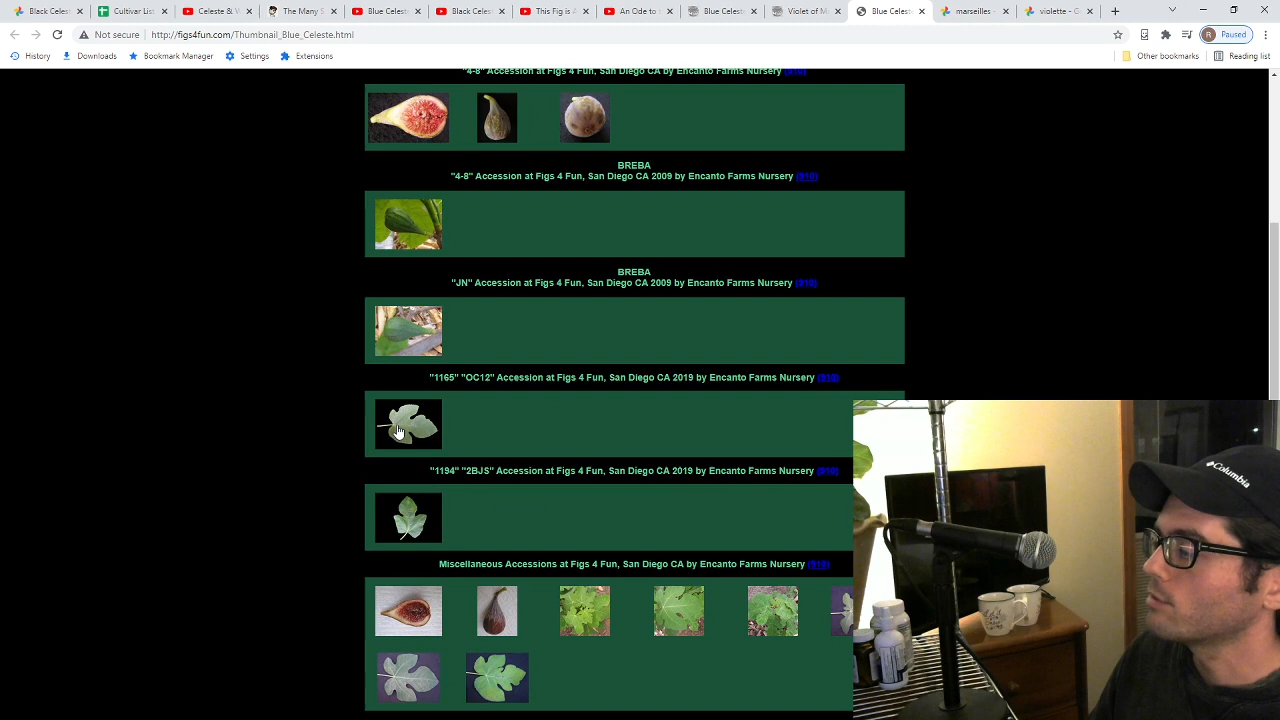 Black Celes
Cultivar List
Celeste & V
The Many S
Blue Celeste
Black Celes
This Fig is A
An Ode to F
Blue Celeste
Violet of M
Blue Celeste
marseilles -
violette - G
Not secure
http://figs4fun.com/Thumbnail_Blue_Celeste.html
R Paused
History Downloads Bookmark Manager Settings Extensions Other bookmarks Reading list
"4-8" Accession at Figs 4 Fun, San Diego CA by Encanto Farms Nursery
BREBA
"4-8" Accession at Figs 4 Fun, San Diego CA 2009 by Encanto Farms Nursery
BREBA
"JN" Accession at Figs 4 Fun, San Diego CA 2009 by Encanto Farms Nursery
"1165" "OC12" Accession at Figs 4 Fun, San Diego CA 2019 by Encanto Farms Nursery
"1194" "2BJS" Accession at Figs 4 Fun, San Diego CA 2019 by Encanto Farms Nursery
Miscellaneous Accessions at Figs 4 Fun, San Diego CA by Encanto Farms Nursery
Columbia